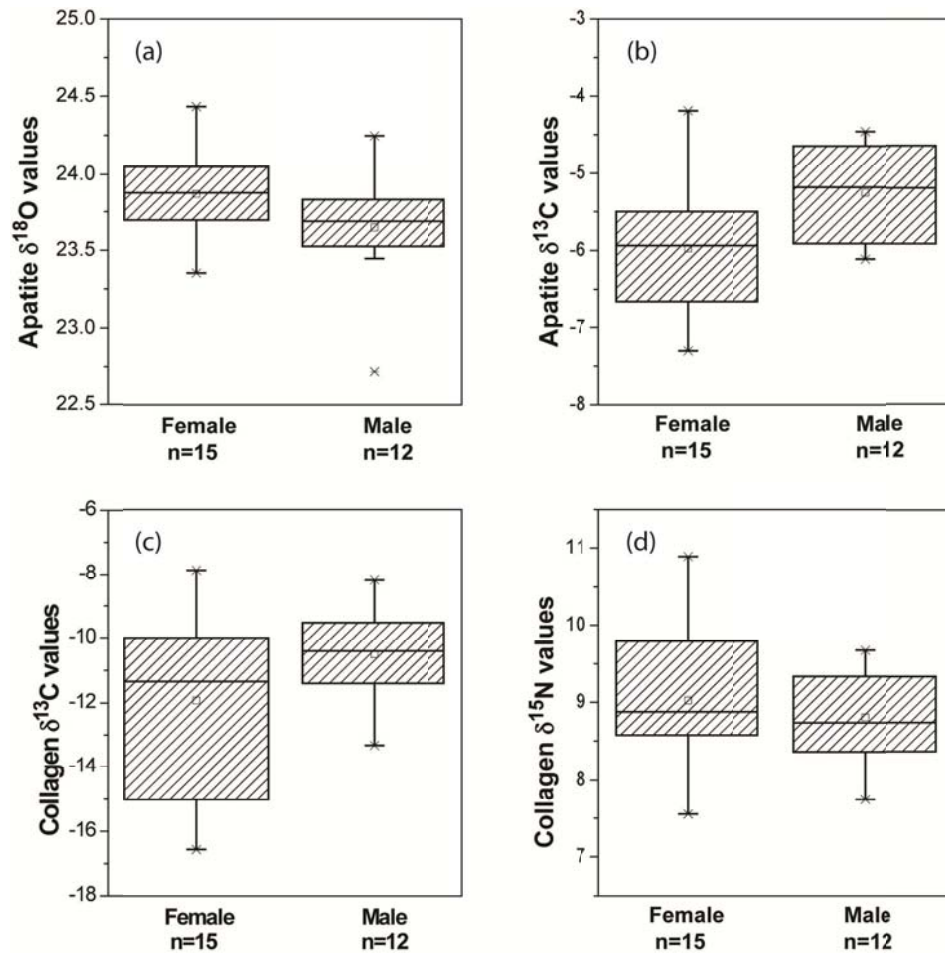 (a)
25.0
24.5
24.0
23.5
23.0
22.5
Apatite δ¹⁸O values
Female
n=15
Male
n=12
(b)
-3
-4
-5
-6
-7
-8
Apatite δ¹³C values
Female
n=15
Male
n=12
(c)
-6
-8
-10
-12
-14
-16
-18
Collagen δ¹³C values
Female
n=15
Male
n=12
(d)
11
10
9
8
7
Collagen δ¹⁵N values
Female
n=15
Male
n=12